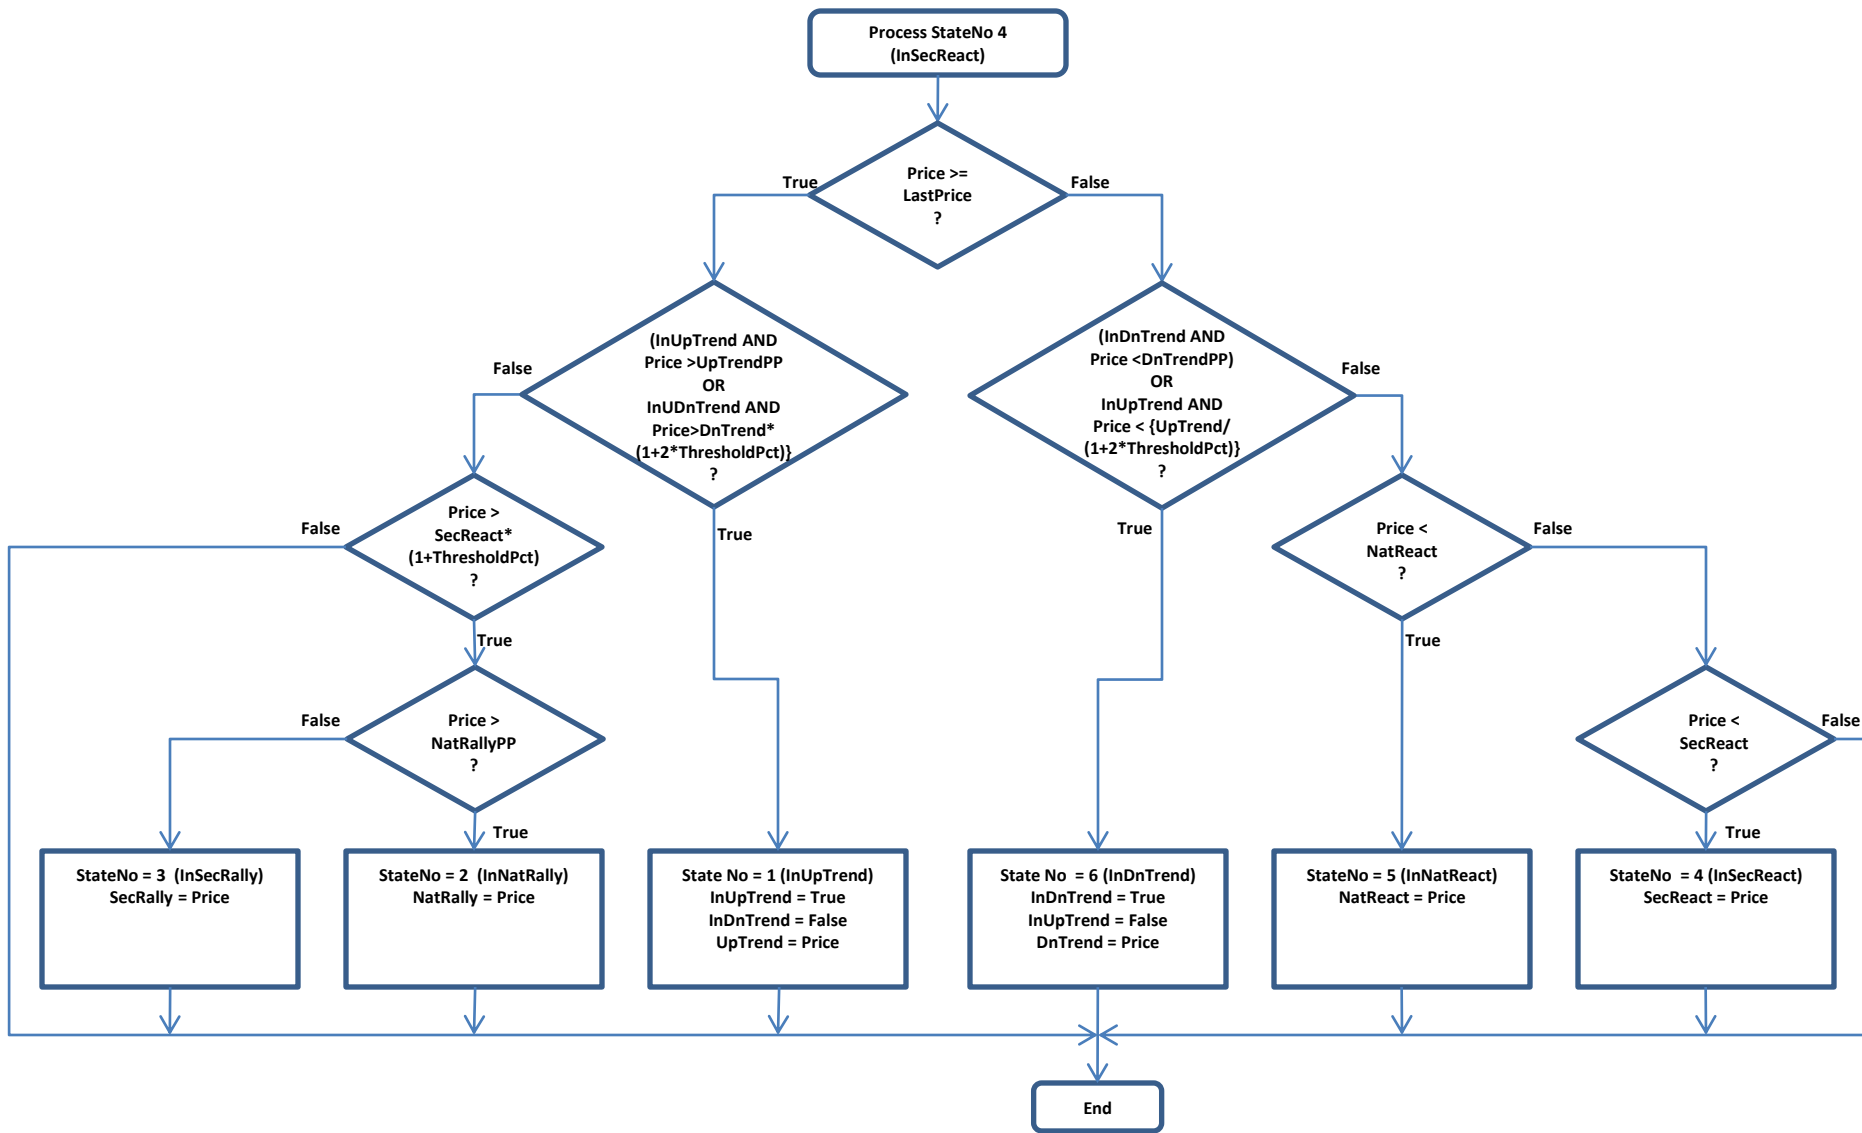 Process StateNo 4
(InSecReact)
Price >=
LastPrice
?
True
False
(InUpTrend AND
Price >UpTrendPP
OR
InUDnTrend AND
Price>DnTrend*
(1+2*ThresholdPct)}
?
False
True
(InDnTrend AND
Price <DnTrendPP)
OR
InUpTrend AND
Price < {UpTrend/
(1+2*ThresholdPct)}
?
False
True
Price >
SecReact*
(1+ThresholdPct)
?
False
True
Price <
NatReact
?
False
True
Price >
NatRallyPP
?
False
True
Price <
SecReact
?
False
True
StateNo = 3 (InSecRally)
SecRally = Price
StateNo = 2 (InNatRally)
NatRally = Price
State No = 1 (InUpTrend)
InUpTrend = True
InDnTrend = False
UpTrend = Price
State No = 6 (InDnTrend)
InDnTrend = True
InUpTrend = False
DnTrend = Price
StateNo = 5 (InNatReact)
NatReact = Price
StateNo = 4 (InSecReact)
SecReact = Price
End